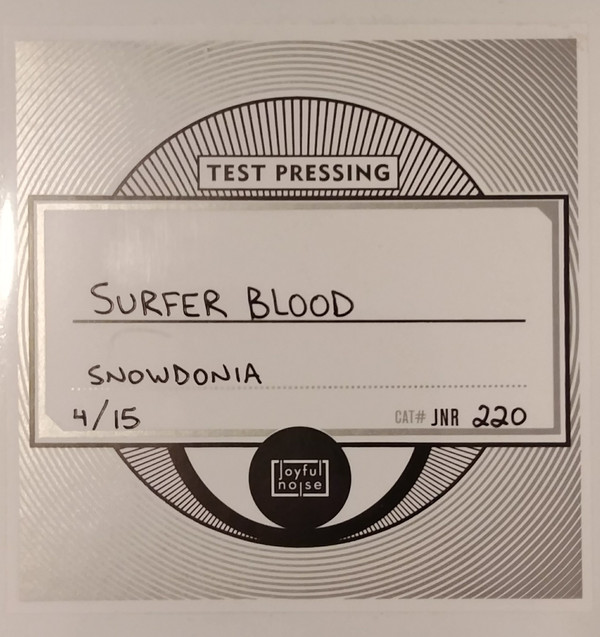 TEST PRESSING
SURFER BLOOD
SNOWDONIA
4/15 CAT# JNR 220
joyful
noise